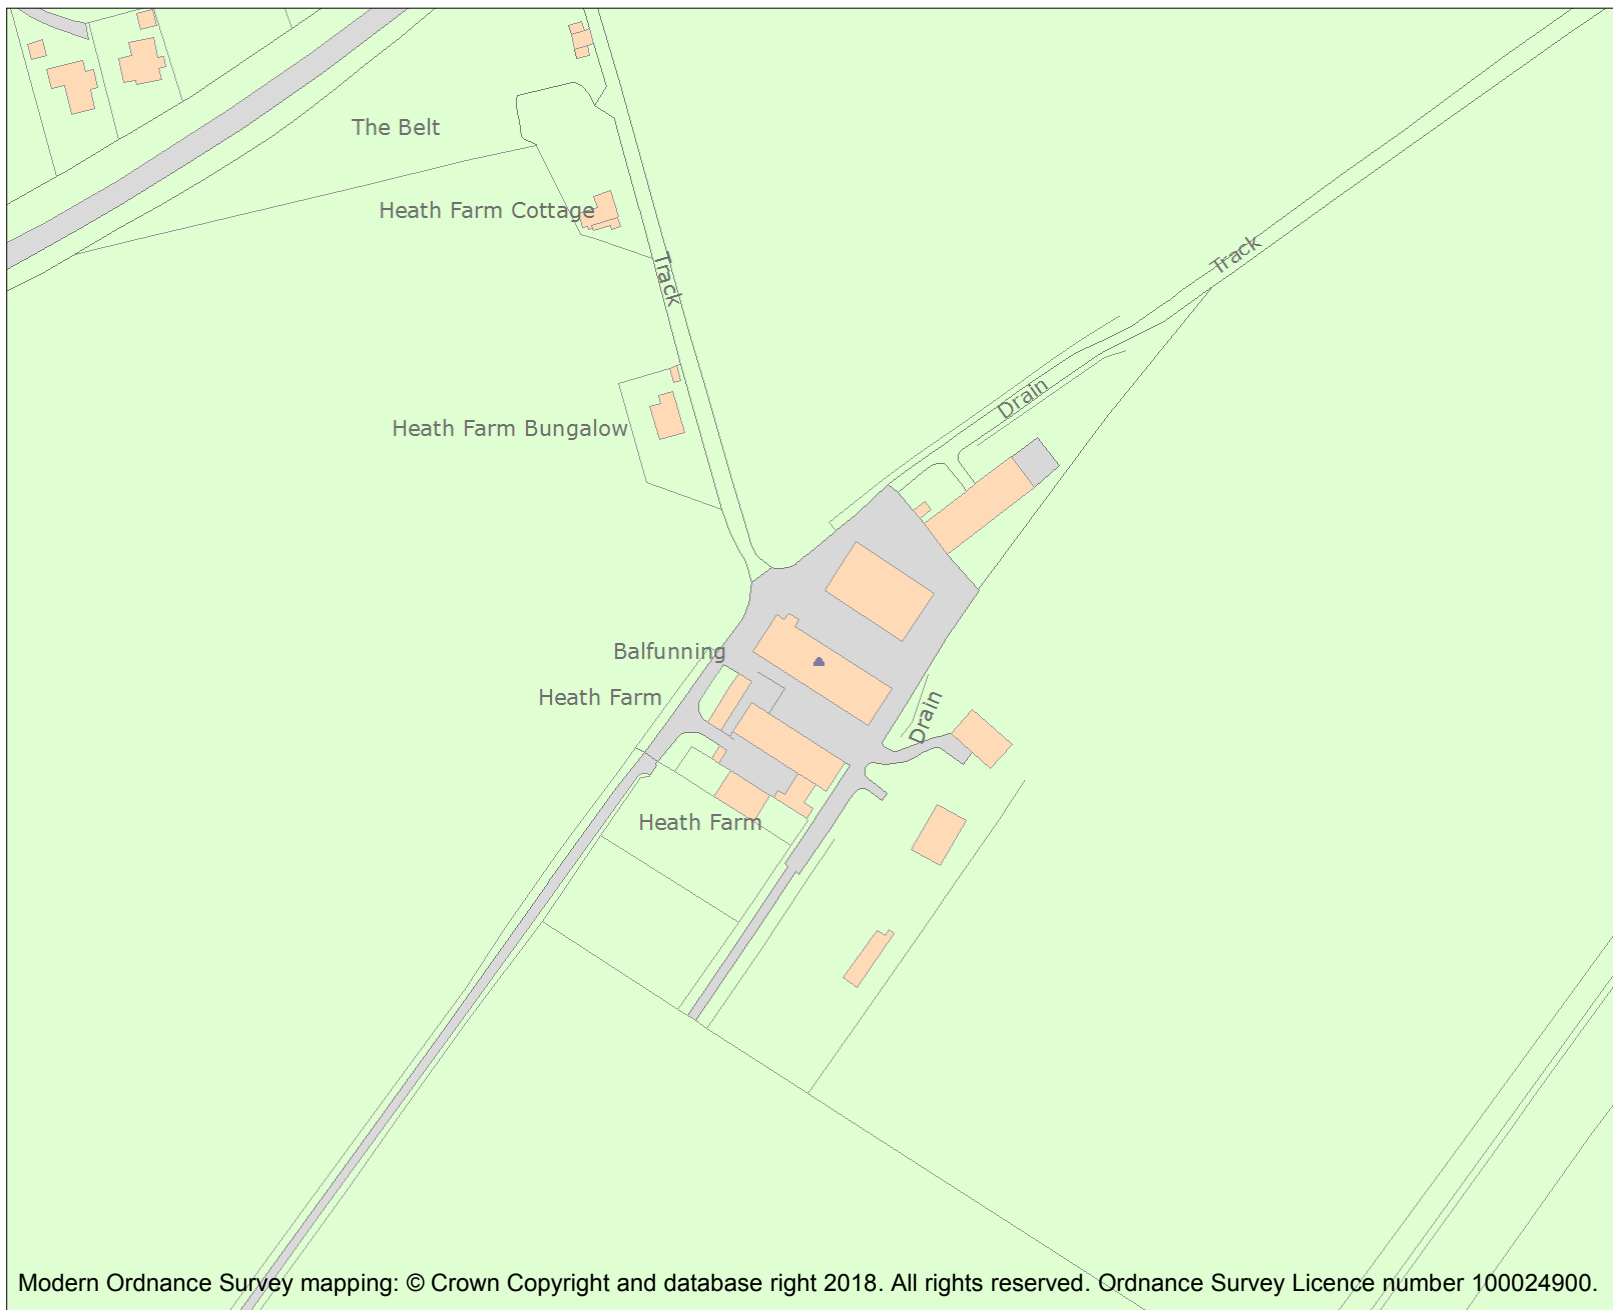 The Belt
Heath Farm Cottage
Track
Track
Drain
Heath Farm Bungalow
Balfunning
Heath Farm
Drain
Heath Farm
Modern Ordnance Survey mapping: © Crown Copyright and database right 2018. All rights reserved. Ordnance Survey Licence number 100024900.